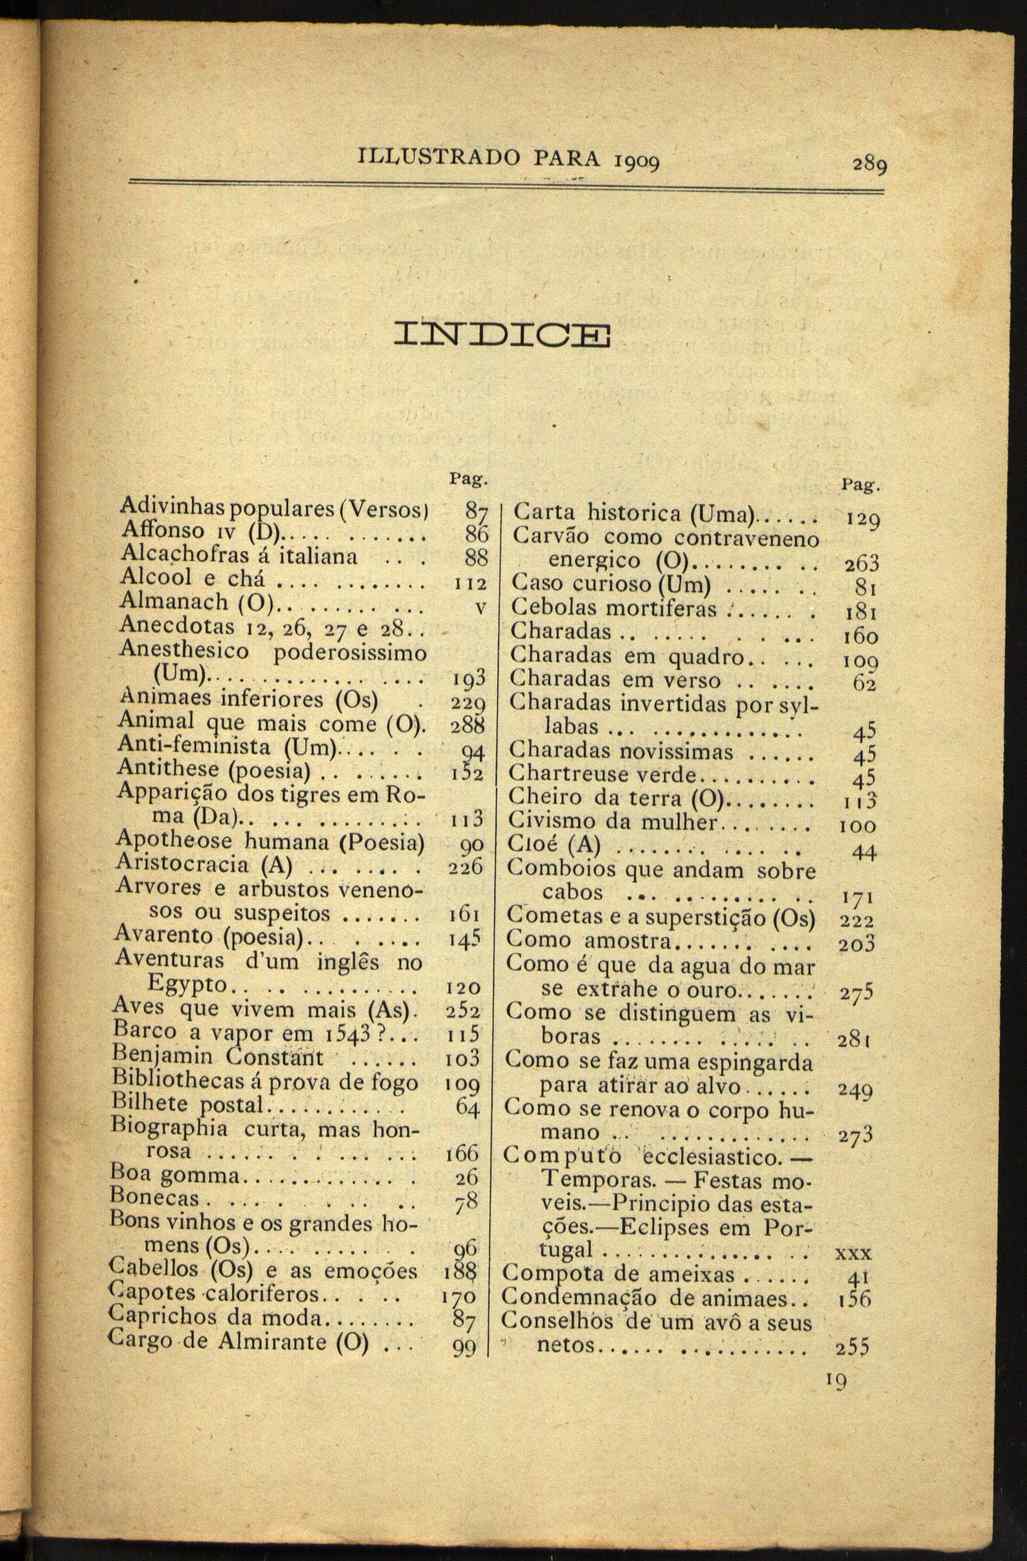 ILLUSTRADO PARA 1909 289
INDICE
Pag.
Adivinhas populares (Versos) 87
Affonso IV (D)............ 86
Alcachofras á italiana ... 88
Alcool e chá ............ 112
Almanach (O)............ v
Anecdotas 12, 26, 27 e 28..
Anesthesico poderosissimo
(Um).................. 193
Animaes inferiores (Os) . 229
Animal que mais come (O). 288
Anti-feminista (Um)...... 94
Antithese (poesia) ........ 152
Apparição dos tigres em Ro-
ma (Da)............... 113
Apotheose humana (Poesia) 90
Aristocracia (A) ......... 226
Arvores e arbustos veneno-
sos ou suspeitos ....... 161
Avarento (poesia)........ 145
Aventuras d'um inglês no
Egypto................ 120
Aves que vivem mais (As). 252
Barco a vapor em 1543 ?... 115
Benjamin Constant ...... 103
Bibliothecas á prova de fogo 109
Bilhete postal............ 64
Biographia curta, mas hon-
rosa ................. 166
Boa gomma.............. 26
Bonecas ............... 78
Bons vinhos e os grandes ho-
mens (Os)............. 96
Cabellos (Os) e as emoções 188
Capotes caloriferos...... 170
Caprichos da moda........ 87
Cargo de Almirante (O) ... 99
Pag.
Carta historica (Uma)...... 129
Carvão como contraveneno
energico (O)........... 263
Caso curioso (Um) ....... 81
Cebolas mortiferas ....... 181
Charadas ............. 160
Charadas em quadro..... 109
Charadas em verso ...... 62
Charadas invertidas por syl-
labas ................ 45
Charadas novissimas ...... 45
Chartreuse verde.......... 45
Cheiro da terra (O)........ 113
Civismo da mulher........ 100
Cloé (A) ............... 44
Comboios que andam sobre
cabos ............... 171
Cometas e a superstição (Os) 222
Como amostra........... 203
Como é que da agua do mar
se extrahe o ouro....... 275
Como se distinguem as vi-
boras ............... 281
Como se faz uma espingarda
para atirar ao alvo...... 249
Como se renova o corpo hu-
mano ................ 273
Computo ecclesiastico. —
Temporas. — Festas mo-
veis.—Principio das esta-
ções.—Eclipses em Por-
tugal ................ xxx
Compota de ameixas ...... 41
Condemnação de animaes.. 156
Conselhos de um avô a seus
netos................. 255
19